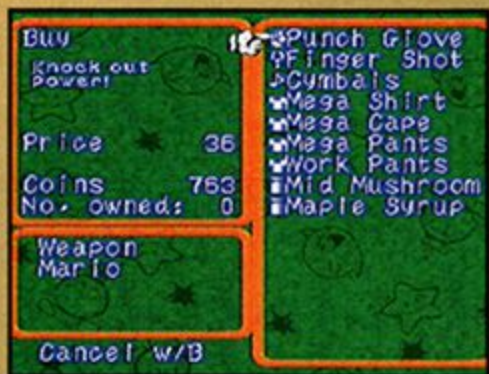 Buy
Knock out
power!
Price 36
Coins 763
No. owned: 0
Weapon
Mario
Cancel w/B
Punch Glove
Finger Shot
Cymbals
Mega Shirt
Mega Cape
Mega Pants
Work Pants
Mid Mushroom
Maple Syrup